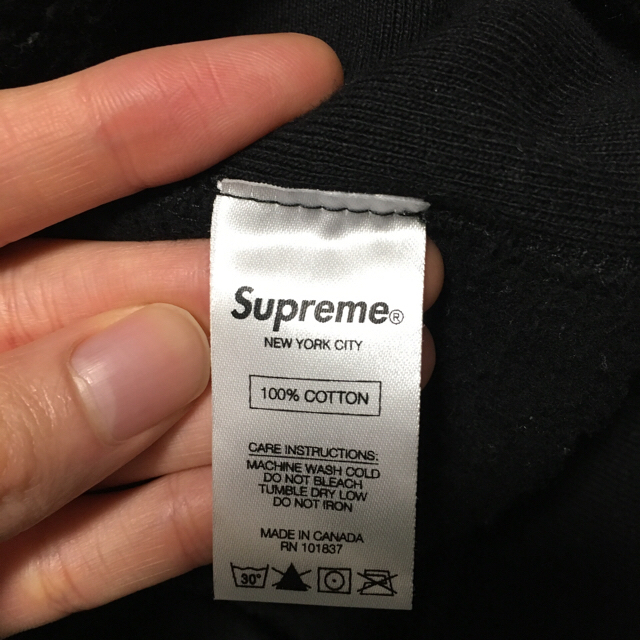 Supreme®
NEW YORK CITY
100% COTTON
CARE INSTRUCTIONS:
MACHINE WASH COLD
DO NOT BLEACH
TUMBLE DRY LOW
DO NOT IRON
MADE IN CANADA
RN 101837
30°